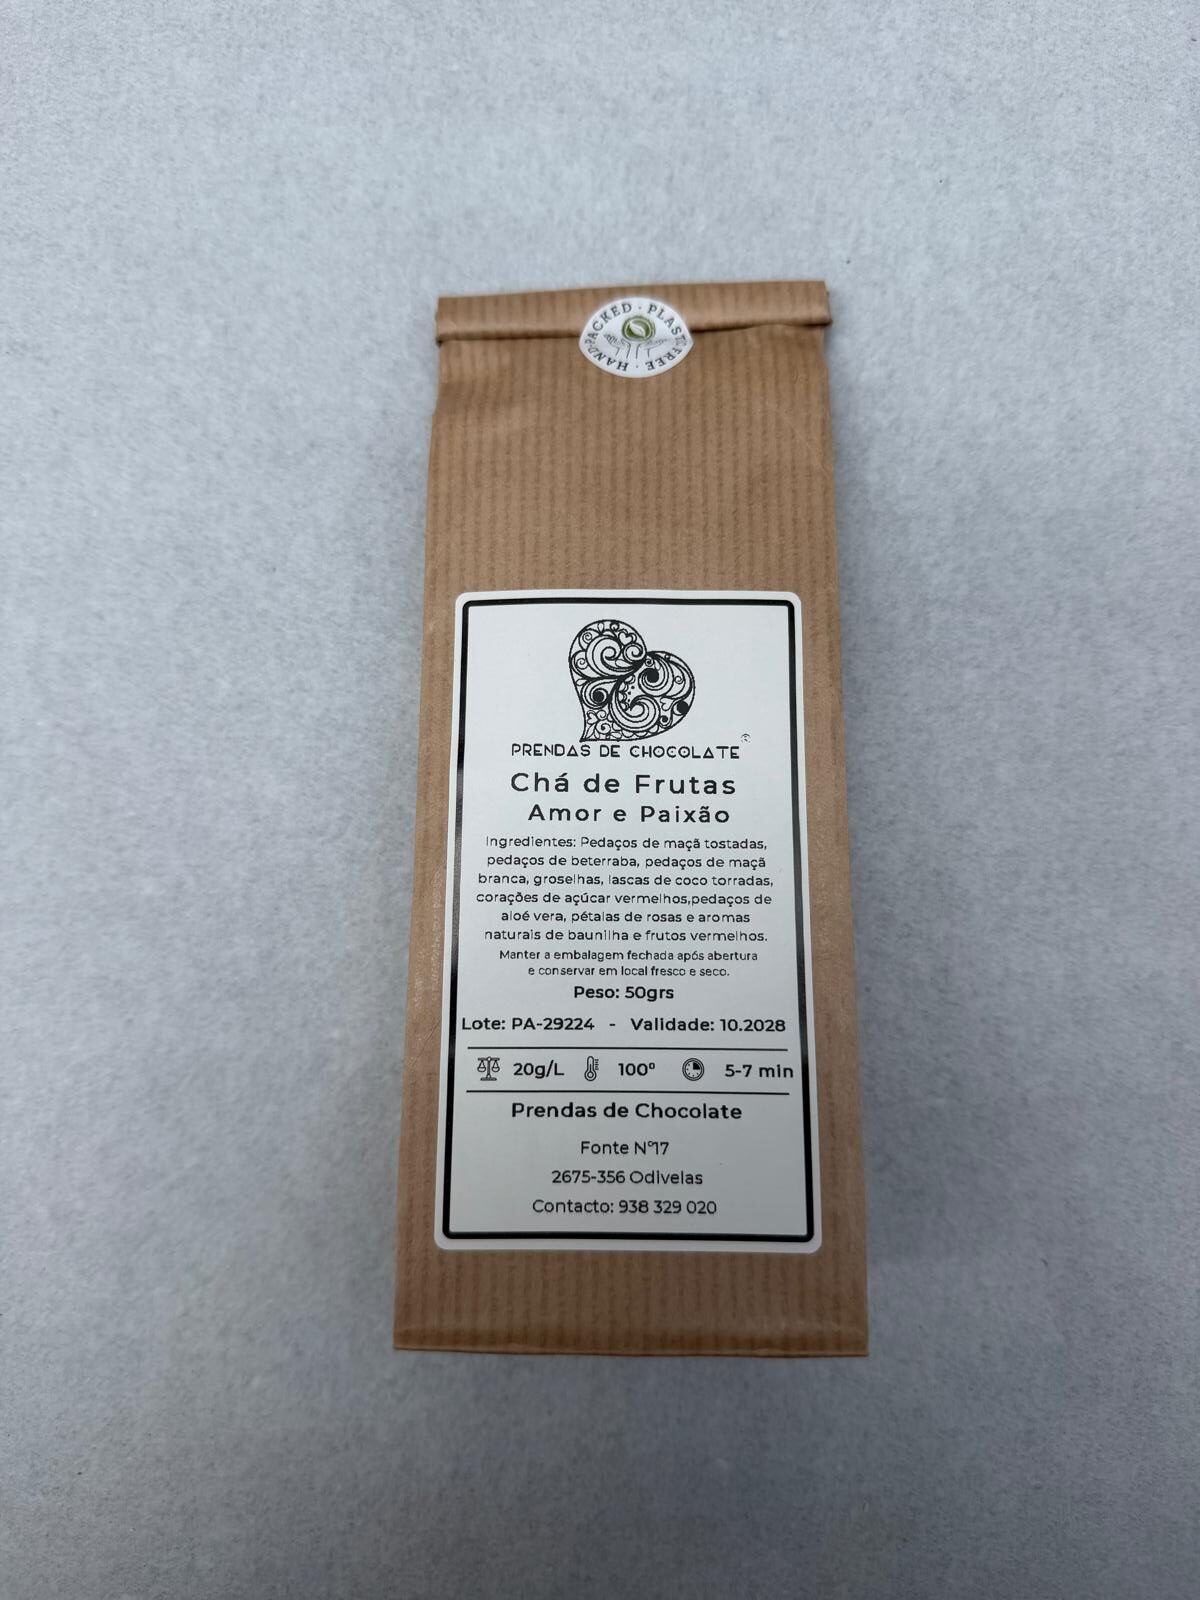 HAND-PACKED · PLASTIC FREE ·
PRENDAS DE CHOCOLATE ®
Chá de Frutas
Amor e Paixão
Ingredientes: Pedaços de maçã tostadas,
pedaços de beterraba, pedaços de maçã
branca, groselhas, lascas de coco torradas,
corações de açúcar vermelhos,pedaços de
aloé vera, pétalas de rosas e aromas
naturais de baunilha e frutos vermelhos.
Manter a embalagem fechada após abertura
e conservar em local fresco e seco.
Peso: 50grs
Lote: PA-29224 - Validade: 10.2028
20g/L 100º 5-7 min
Prendas de Chocolate
Fonte Nº17
2675-356 Odivelas
Contacto: 938 329 020